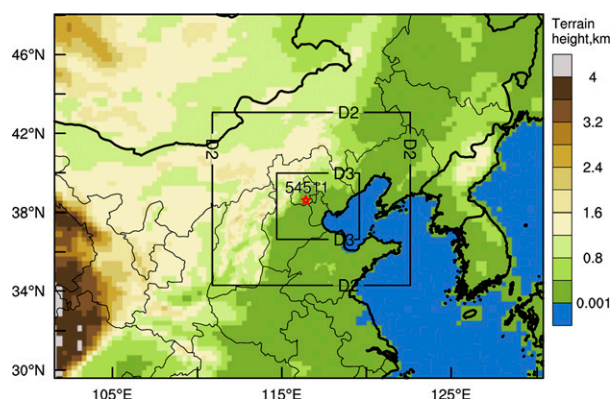 Terrain
height,km
46°N
42°N
38°N
34°N
30°N
105°E
115°E
125°E
D2
D2
D2
D2
D3
D3
54511
4
3.2
2.4
1.6
0.8
0.001